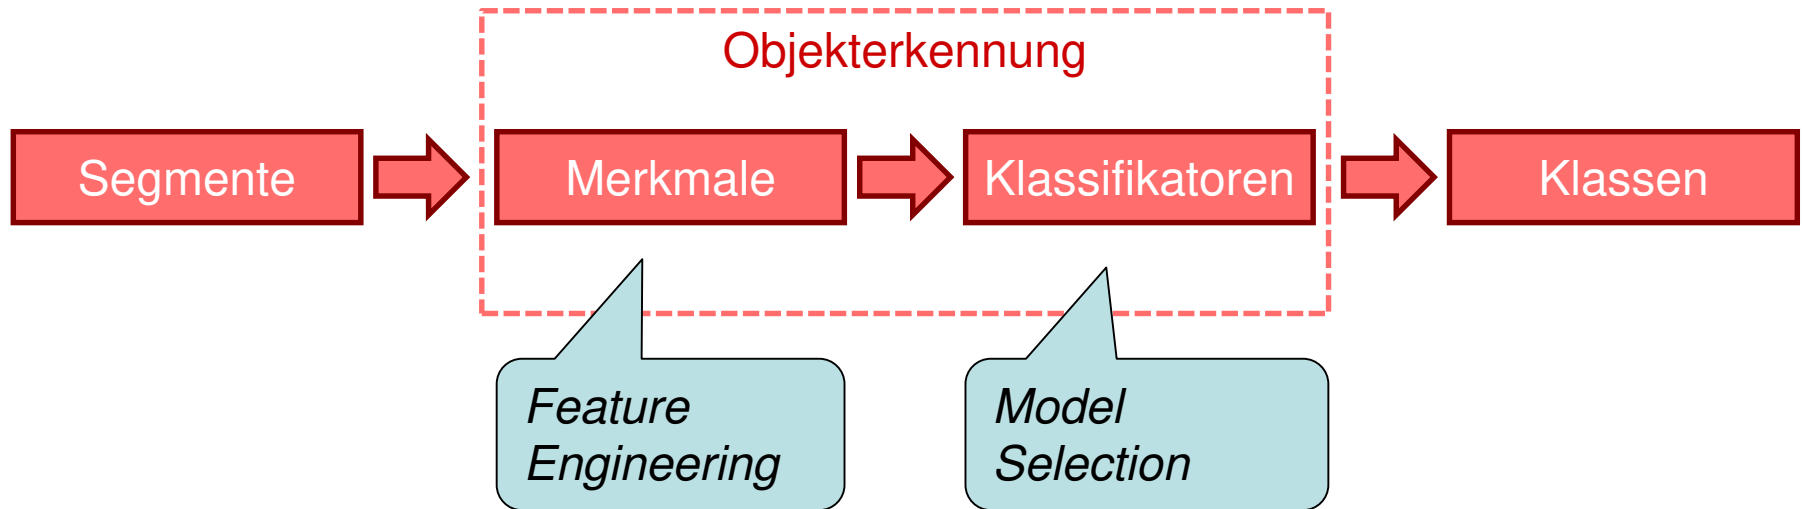 Objekterkennung
Segmente
Merkmale
Klassifikatoren
Klassen
Feature
Engineering
Model
Selection